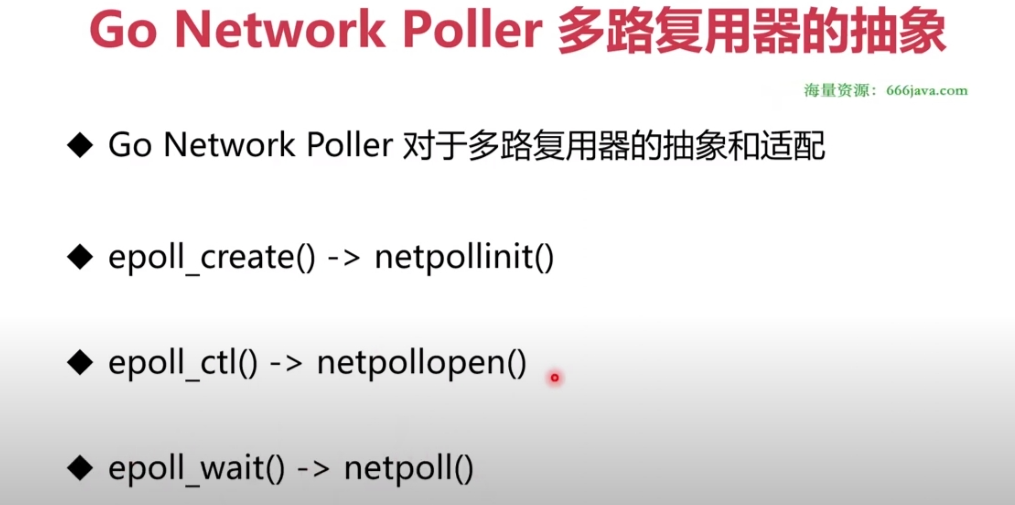 Go Network Poller 多路复用器的抽象
海量资源：666java.com
◆ Go Network Poller 对于多路复用器的抽象和适配
◆ epoll_create() -> netpollinit()
◆ epoll_ctl() -> netpollopen()
◆ epoll_wait() -> netpoll()